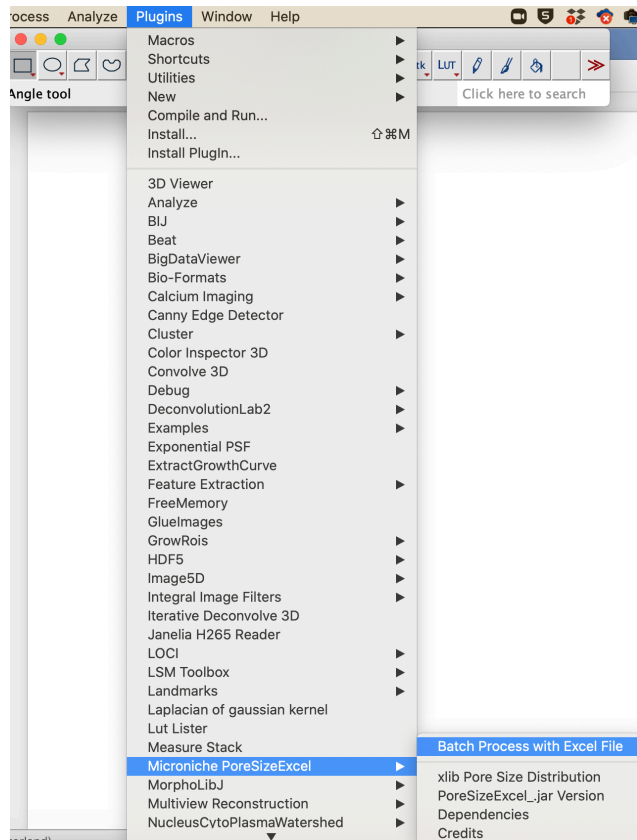 rocess Analyze Plugins Window Help
tk LUT
Angle tool
Click here to search
Macros
Shortcuts
Utilities
New
Compile and Run...
Install... ⇧⌘M
Install PlugIn...
3D Viewer
Analyze
BIJ
Beat
BigDataViewer
Bio-Formats
Calcium Imaging
Canny Edge Detector
Cluster
Color Inspector 3D
Convolve 3D
Debug
DeconvolutionLab2
Examples
Exponential PSF
ExtractGrowthCurve
Feature Extraction
FreeMemory
GlueImages
GrowRois
HDF5
Image5D
Integral Image Filters
Iterative Deconvolve 3D
Janelia H265 Reader
LOCI
LSM Toolbox
Landmarks
Laplacian of gaussian kernel
Lut Lister
Measure Stack
Microniche PoreSizeExcel
MorphoLibJ
Multiview Reconstruction
NucleusCytoPlasmaWatershed
Batch Process with Excel File
xlib Pore Size Distribution
PoreSizeExcel_.jar Version
Dependencies
Credits